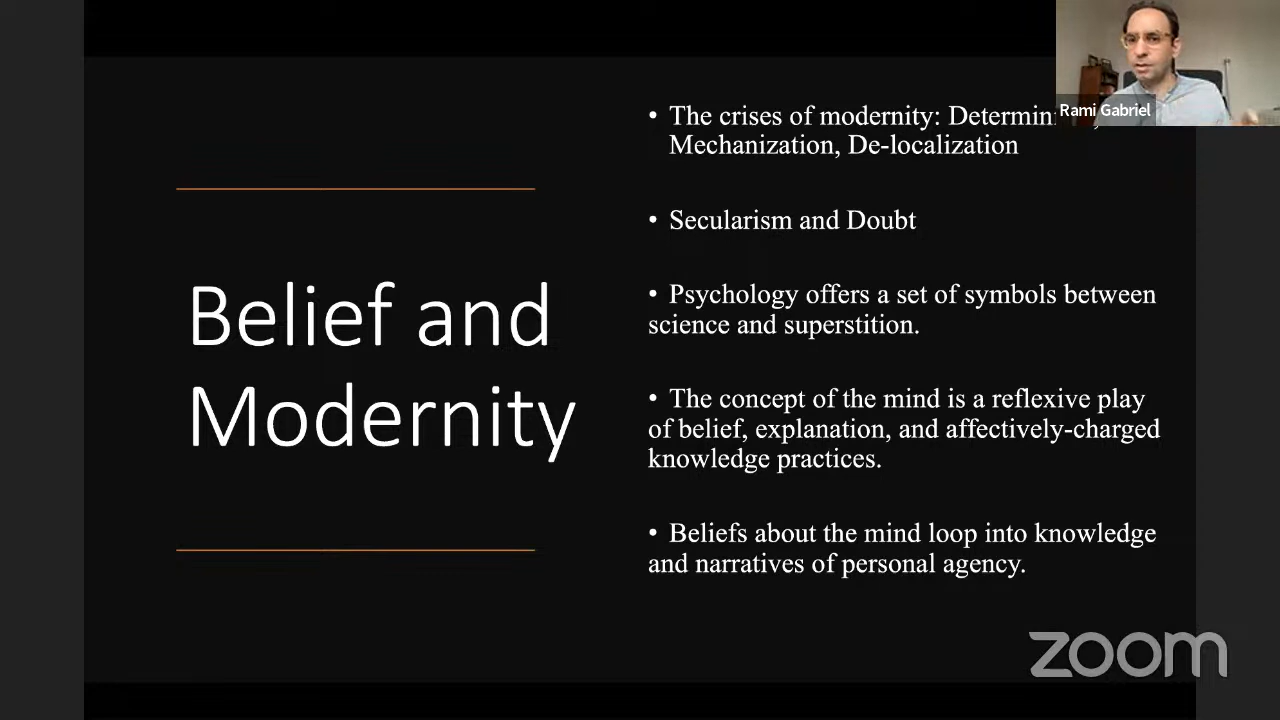 Belief and
Modernity
• The crises of modernity:
Mechanization, De-localization
• Secularism and Doubt
• Psychology offers a set of symbols between
science and superstition.
• The concept of the mind is a reflexive play
of belief, explanation, and affectively-charged
knowledge practices.
• Beliefs about the mind loop into knowledge
and narratives of personal agency.
Rami Gabriel
zoom